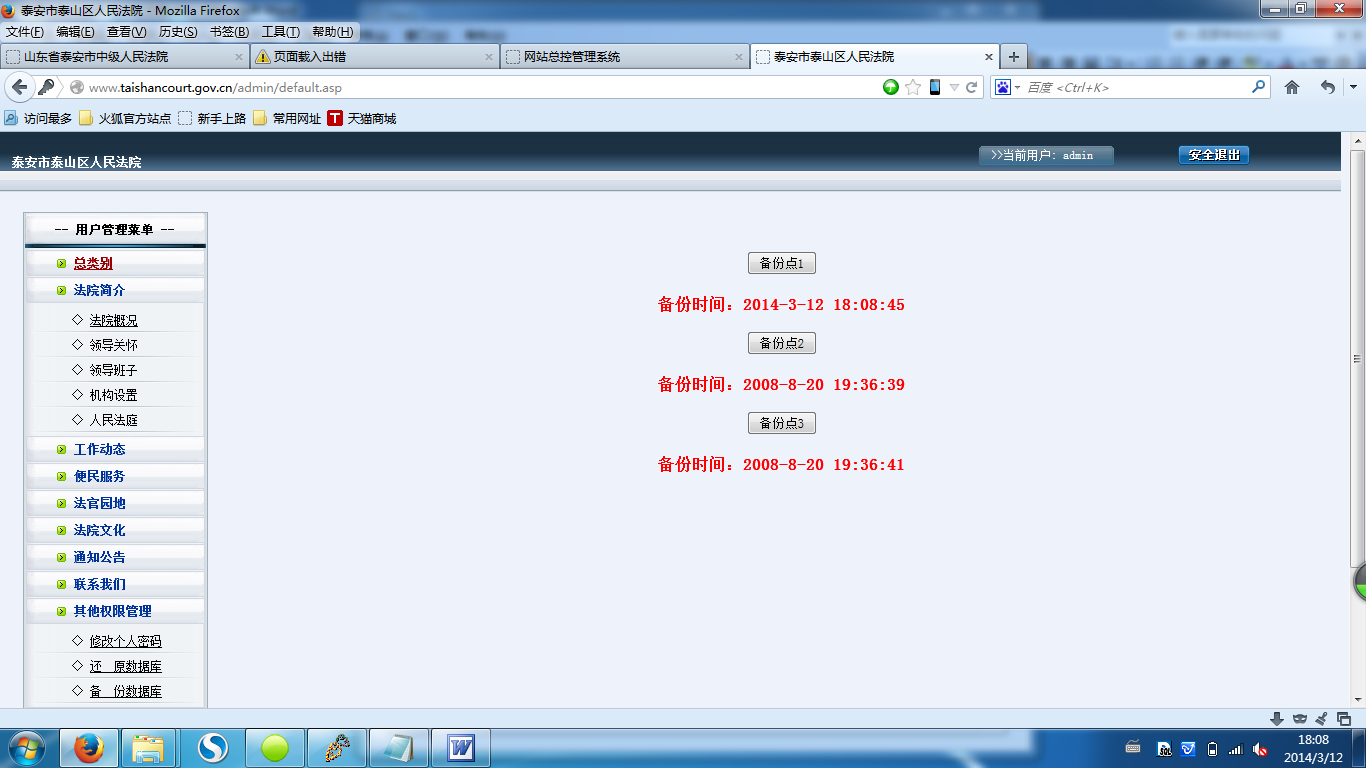 泰安市泰山区人民法院 - Mozilla Firefox
文件(F) 编辑(E) 查看(V) 历史(S) 书签(B) 工具(T) 帮助(H)
山东省泰安市中级人民法院 页面载入出错 网站总控管理系统 泰安市泰山区人民法院
www.taishancourt.gov.cn/admin/default.asp 百度 <Ctrl+K>
访问最多 火狐官方站点 新手上路 常用网址 T 天猫商城
泰安市泰山区人民法院 >>当前用户: admin 安全退出
-- 用户管理菜单 --
总类别
法院简介
法院概况
领导关怀
领导班子
机构设置
人民法庭
工作动态
便民服务
法官园地
法院文化
通知公告
联系我们
其他权限管理
修改个人密码
还 原数据库
备 份数据库
备份点1
备份时间：2014-3-12 18:08:45
备份点2
备份时间：2008-8-20 19:36:39
备份点3
备份时间：2008-8-20 19:36:41
18:08
2014/3/12